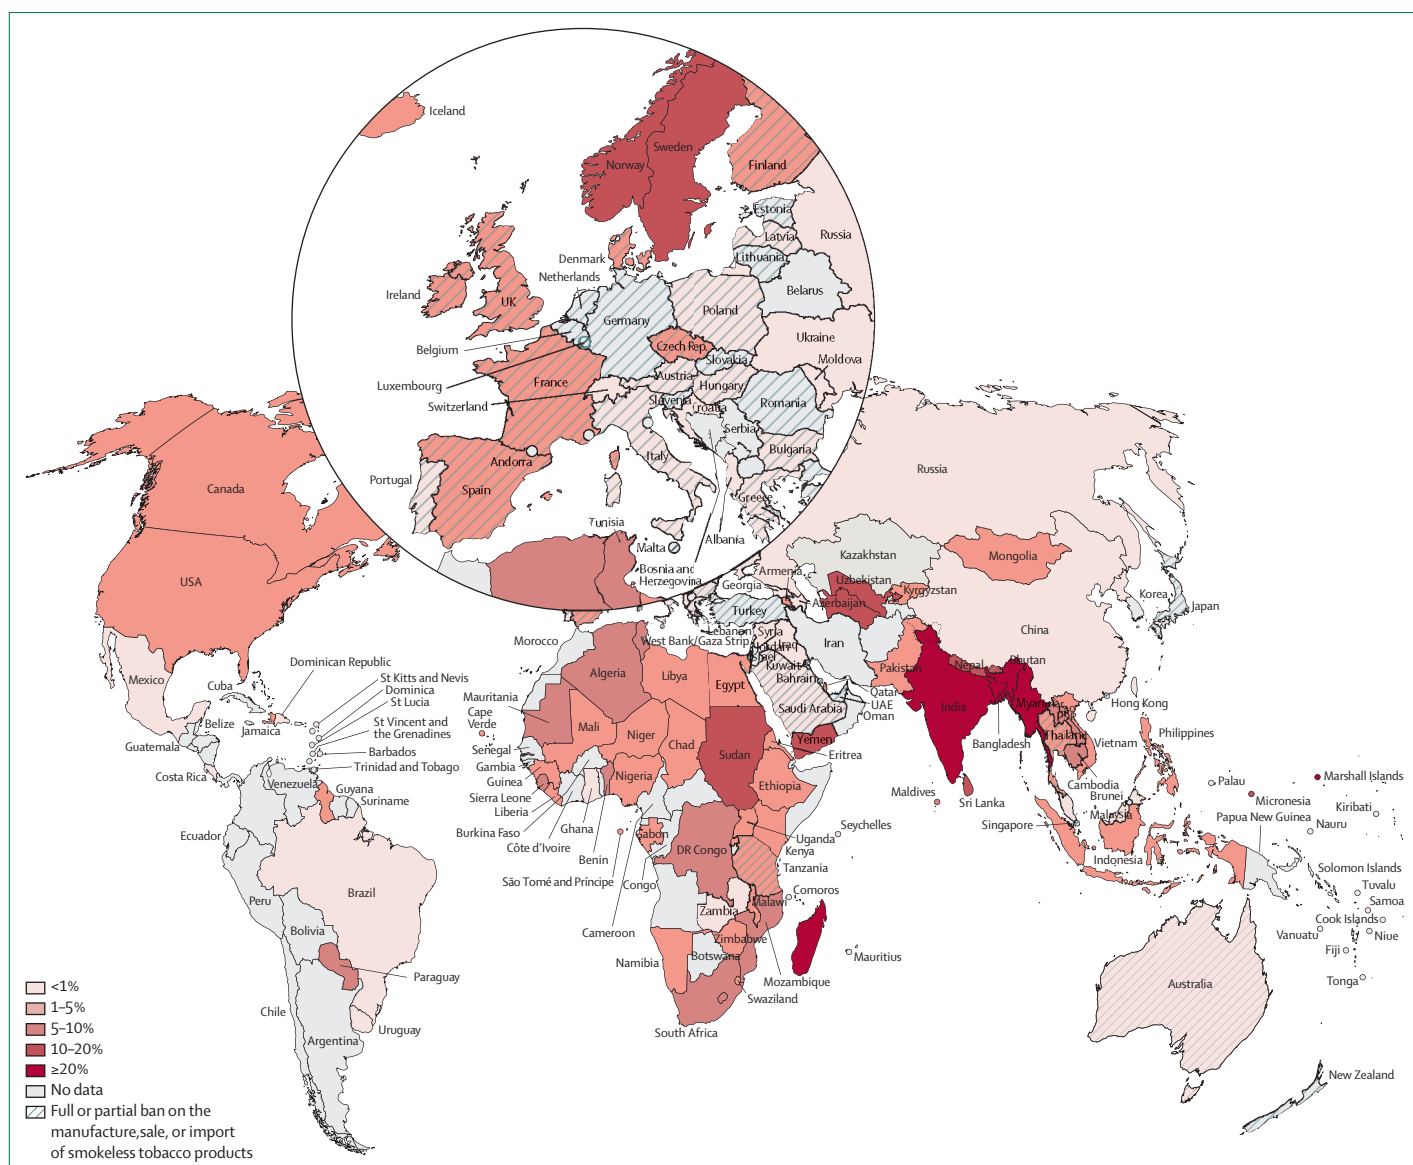 Iceland
Norway
Sweden
Finland
Estonia
Latvia
Russia
Lithuania
Belarus
Denmark
Netherlands
Ireland
UK
Germany
Poland
Ukraine
Moldova
Belgium
Czech Rep.
Slovakia
Luxembourg
Austria
Hungary
France
Switzerland
Slovenia
Croatia
Romania
Serbia
Bulgaria
Italy
Andorra
Portugal
Spain
Greece
Tunisia
Albania
Malta
Bosnia and
Herzegovina
Canada
USA
Mexico
Cuba
Dominican Republic
St Kitts and Nevis
Dominica
St Lucia
St Vincent and
the Grenadines
Barbados
Trinidad and Tobago
Belize
Jamaica
Guatemala
Costa Rica
Venezuela
Guyana
Suriname
Ecuador
Brazil
Peru
Bolivia
Paraguay
Chile
Uruguay
Argentina
Russia
Kazakhstan
Mongolia
Armenia
Georgia
Uzbekistan
Azerbaijan
Kyrgyzstan
Turkey
Korea
Japan
China
Lebanon
Syria
West Bank/Gaza Strip
Iraq
Jordan
Israel
Iran
Kuwait
Bahrain
Pakistan
Nepal
Bhutan
Qatar
UAE
Oman
Saudi Arabia
Yemen
India
Myanmar
Hong Kong
Bangladesh
Thailand
Vietnam
Philippines
Cambodia
Brunei
Malaysia
Maldives
Sri Lanka
Singapore
Indonesia
Palau
Marshall Islands
Micronesia
Papua New Guinea
Kiribati
Nauru
Solomon Islands
Tuvalu
Samoa
Cook Islands
Vanuatu
Niue
Fiji
Tonga
Australia
New Zealand
Morocco
Algeria
Libya
Egypt
Mauritania
Cape
Verde
Mali
Niger
Chad
Sudan
Eritrea
Senegal
Gambia
Guinea
Sierra Leone
Liberia
Burkina Faso
Côte d'Ivoire
Ghana
Benin
Nigeria
Ethiopia
São Tomé and Príncipe
Gabon
Congo
DR Congo
Cameroon
Uganda
Kenya
Tanzania
Seychelles
Comoros
Malawi
Zambia
Zimbabwe
Botswana
Namibia
Mozambique
Swaziland
South Africa
Mauritius
<1%
1–5%
5–10%
10–20%
≥20%
No data
Full or partial ban on the
manufacture,sale, or import
of smokeless tobacco products